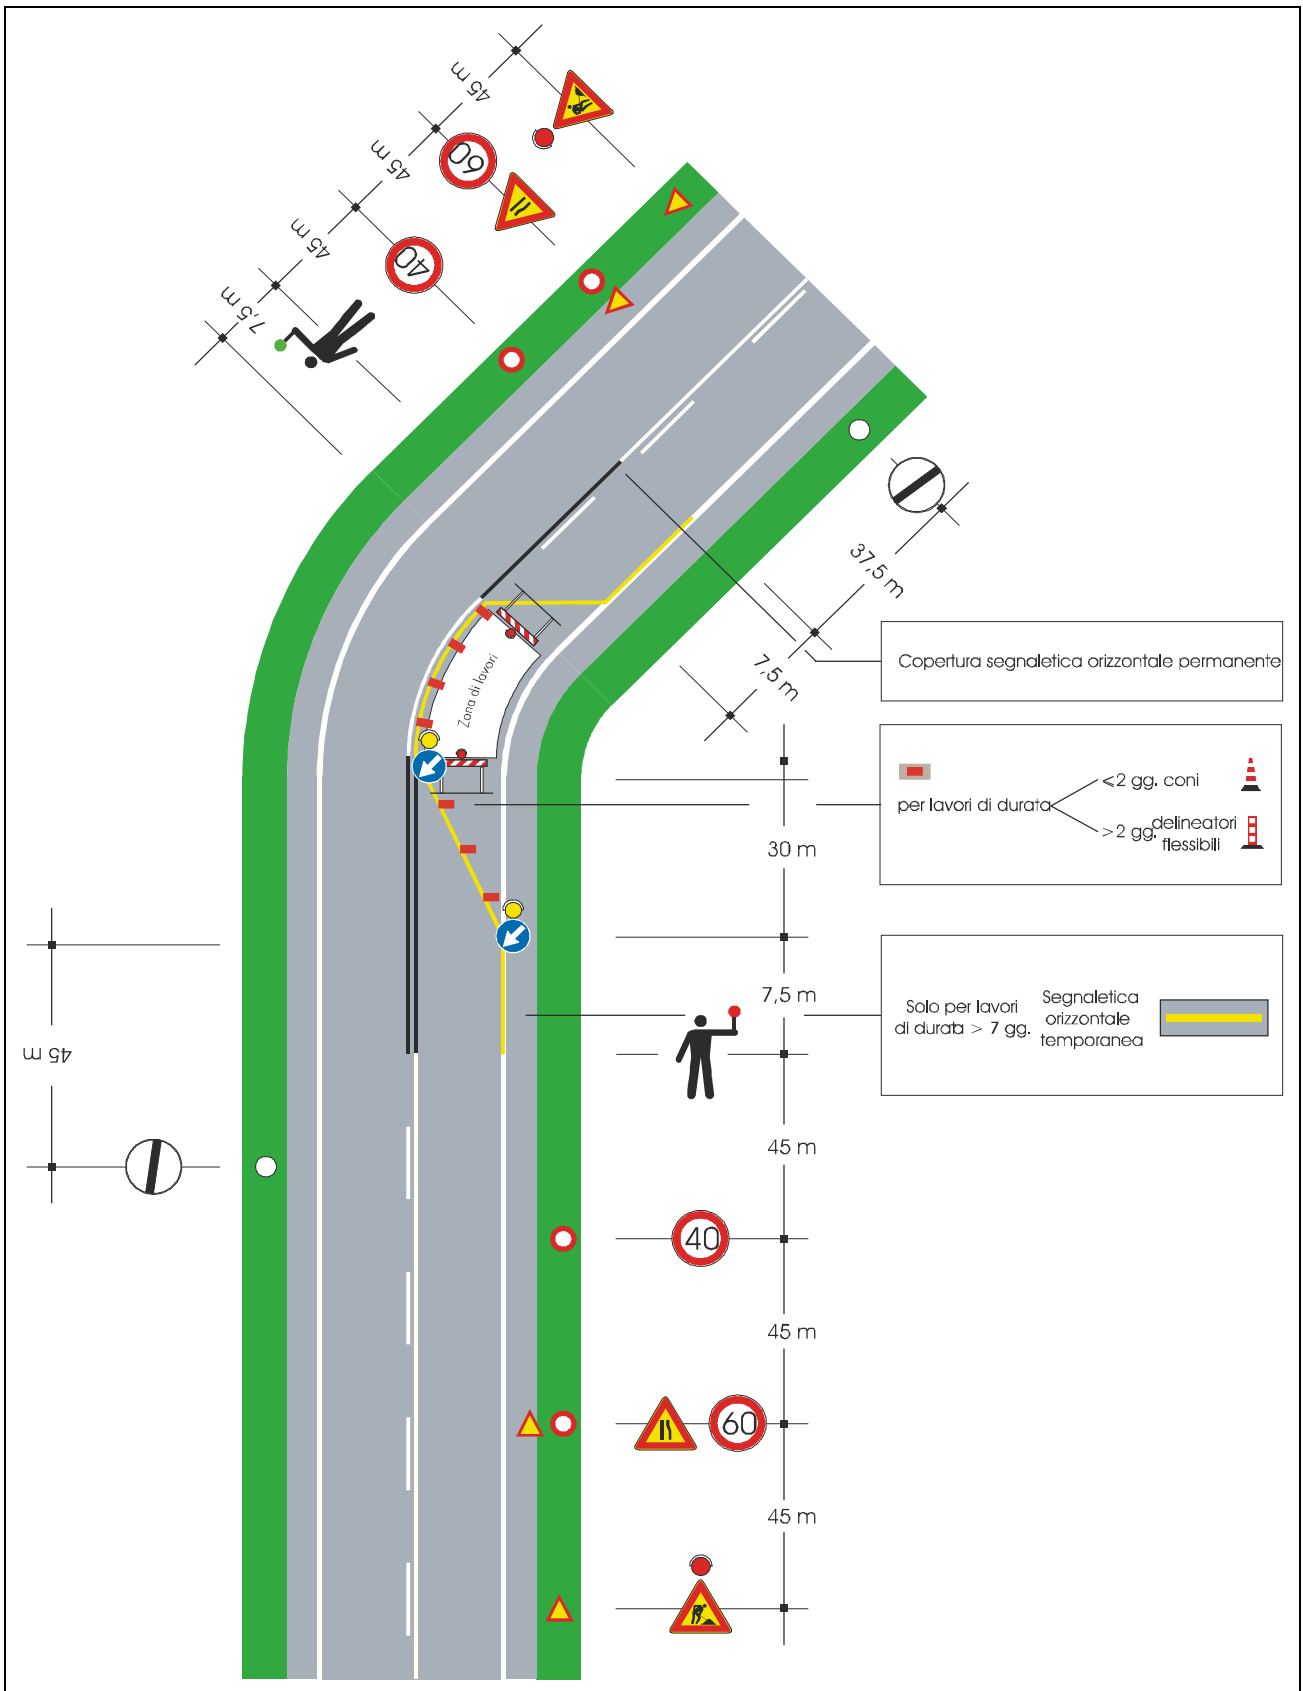 45 m
45 m
60
45 m
40
7,5 m
37,5 m
7,5 m
Copertura segnaletica orizzontale permanente
Zona di lavori
per lavori di durata
<2 gg. coni
>2 gg. delineatori
flessibili
30 m
7,5 m
Solo per lavori
di durata > 7 gg.
Segnaletica
orizzontale
temporanea
45 m
45 m
40
45 m
60
45 m